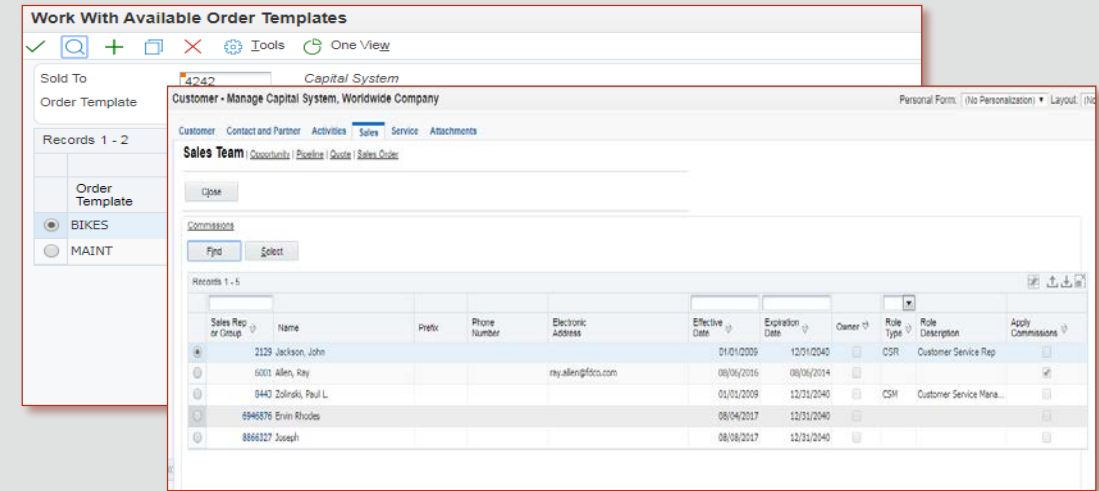 Work With Available Order Templates
Tools One View
Sold To 4242 Capital System
Order Template
Records 1 - 2
Order
Template
BIKES
MAINT
Customer - Manage Capital System, Worldwide Company Personal Form: (No Personalization) Layout: (No
Customer Contact and Partner Activities Sales Service Attachments
Sales Team | Opportunity | Pipeline | Quote | Sales Order
Close
Commissions
Find Select
Records 1 - 5
Sales Rep
or Group Name Prefix Phone
Number Electronic
Address Effective
Date Expiration
Date Owner Role
Type Role
Description Apply
Commissions
2129 Jackson, John 01/01/2009 12/31/2040 CSR Customer Service Rep
6001 Allen, Ray ray.allen@fdco.com 08/06/2016 08/06/2014
8443 Zolinski, Paul L. 01/01/2009 12/31/2040 CSM Customer Service Mana...
6946876 Ervin Rhodes 08/04/2017 12/31/2040
8866327 Joseph 08/08/2017 12/31/2040